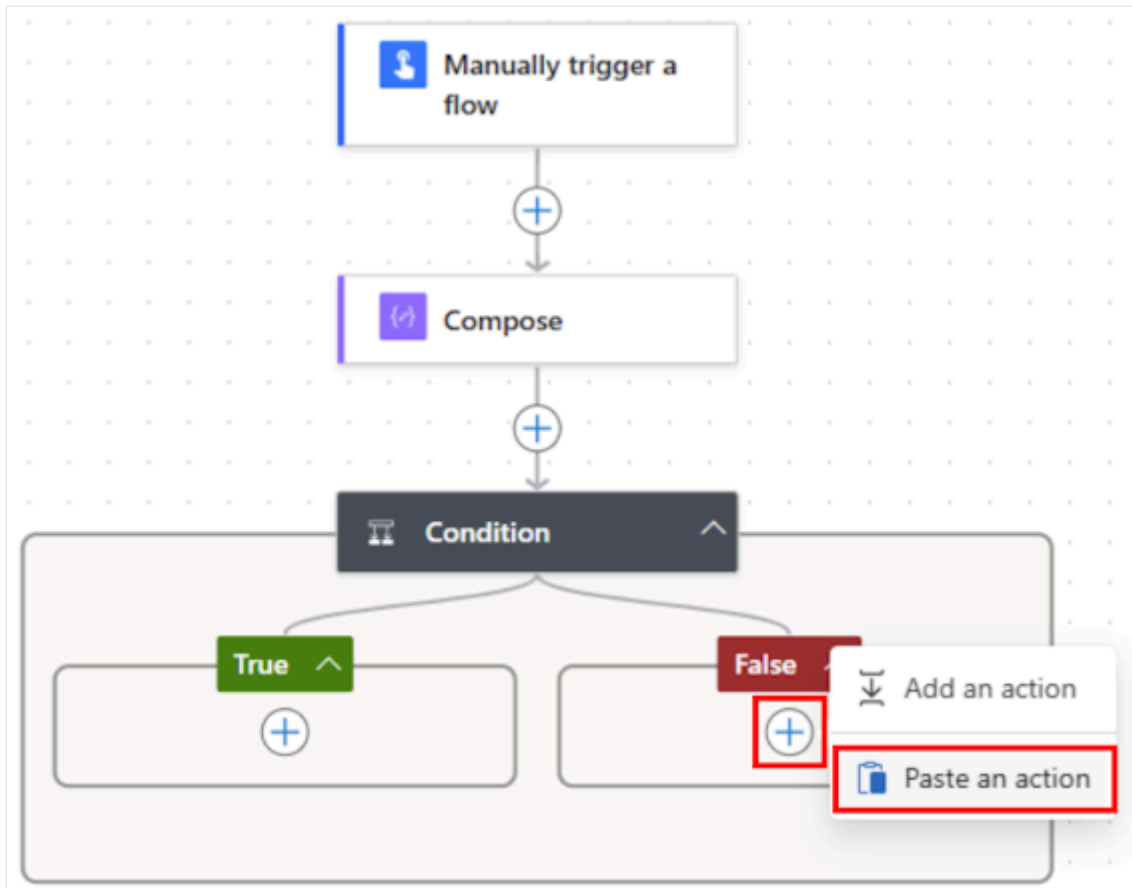 Manually trigger a
flow
Compose
Condition
True
False
Add an action
Paste an action